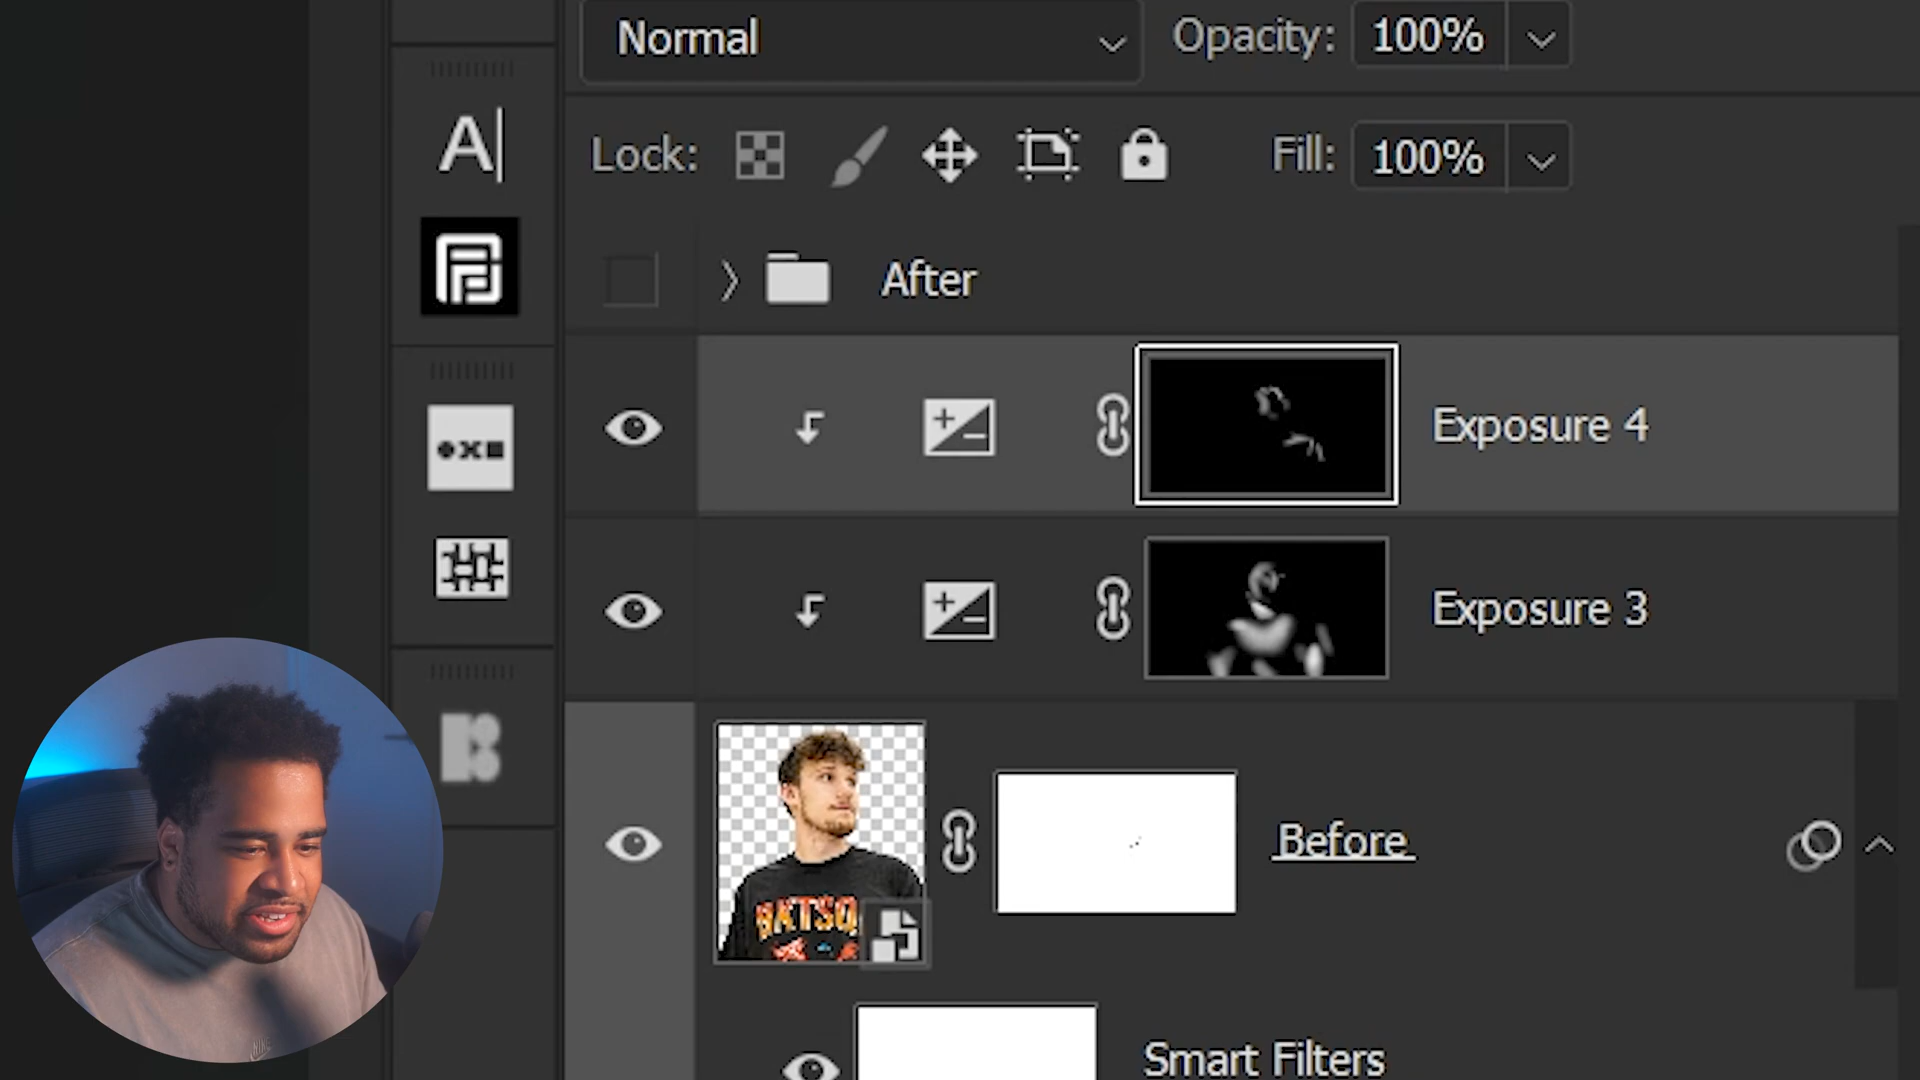 Normal
Opacity: 100%
A
Lock:
Fill: 100%
After
Exposure 4
Exposure 3
Before
Smart Filters